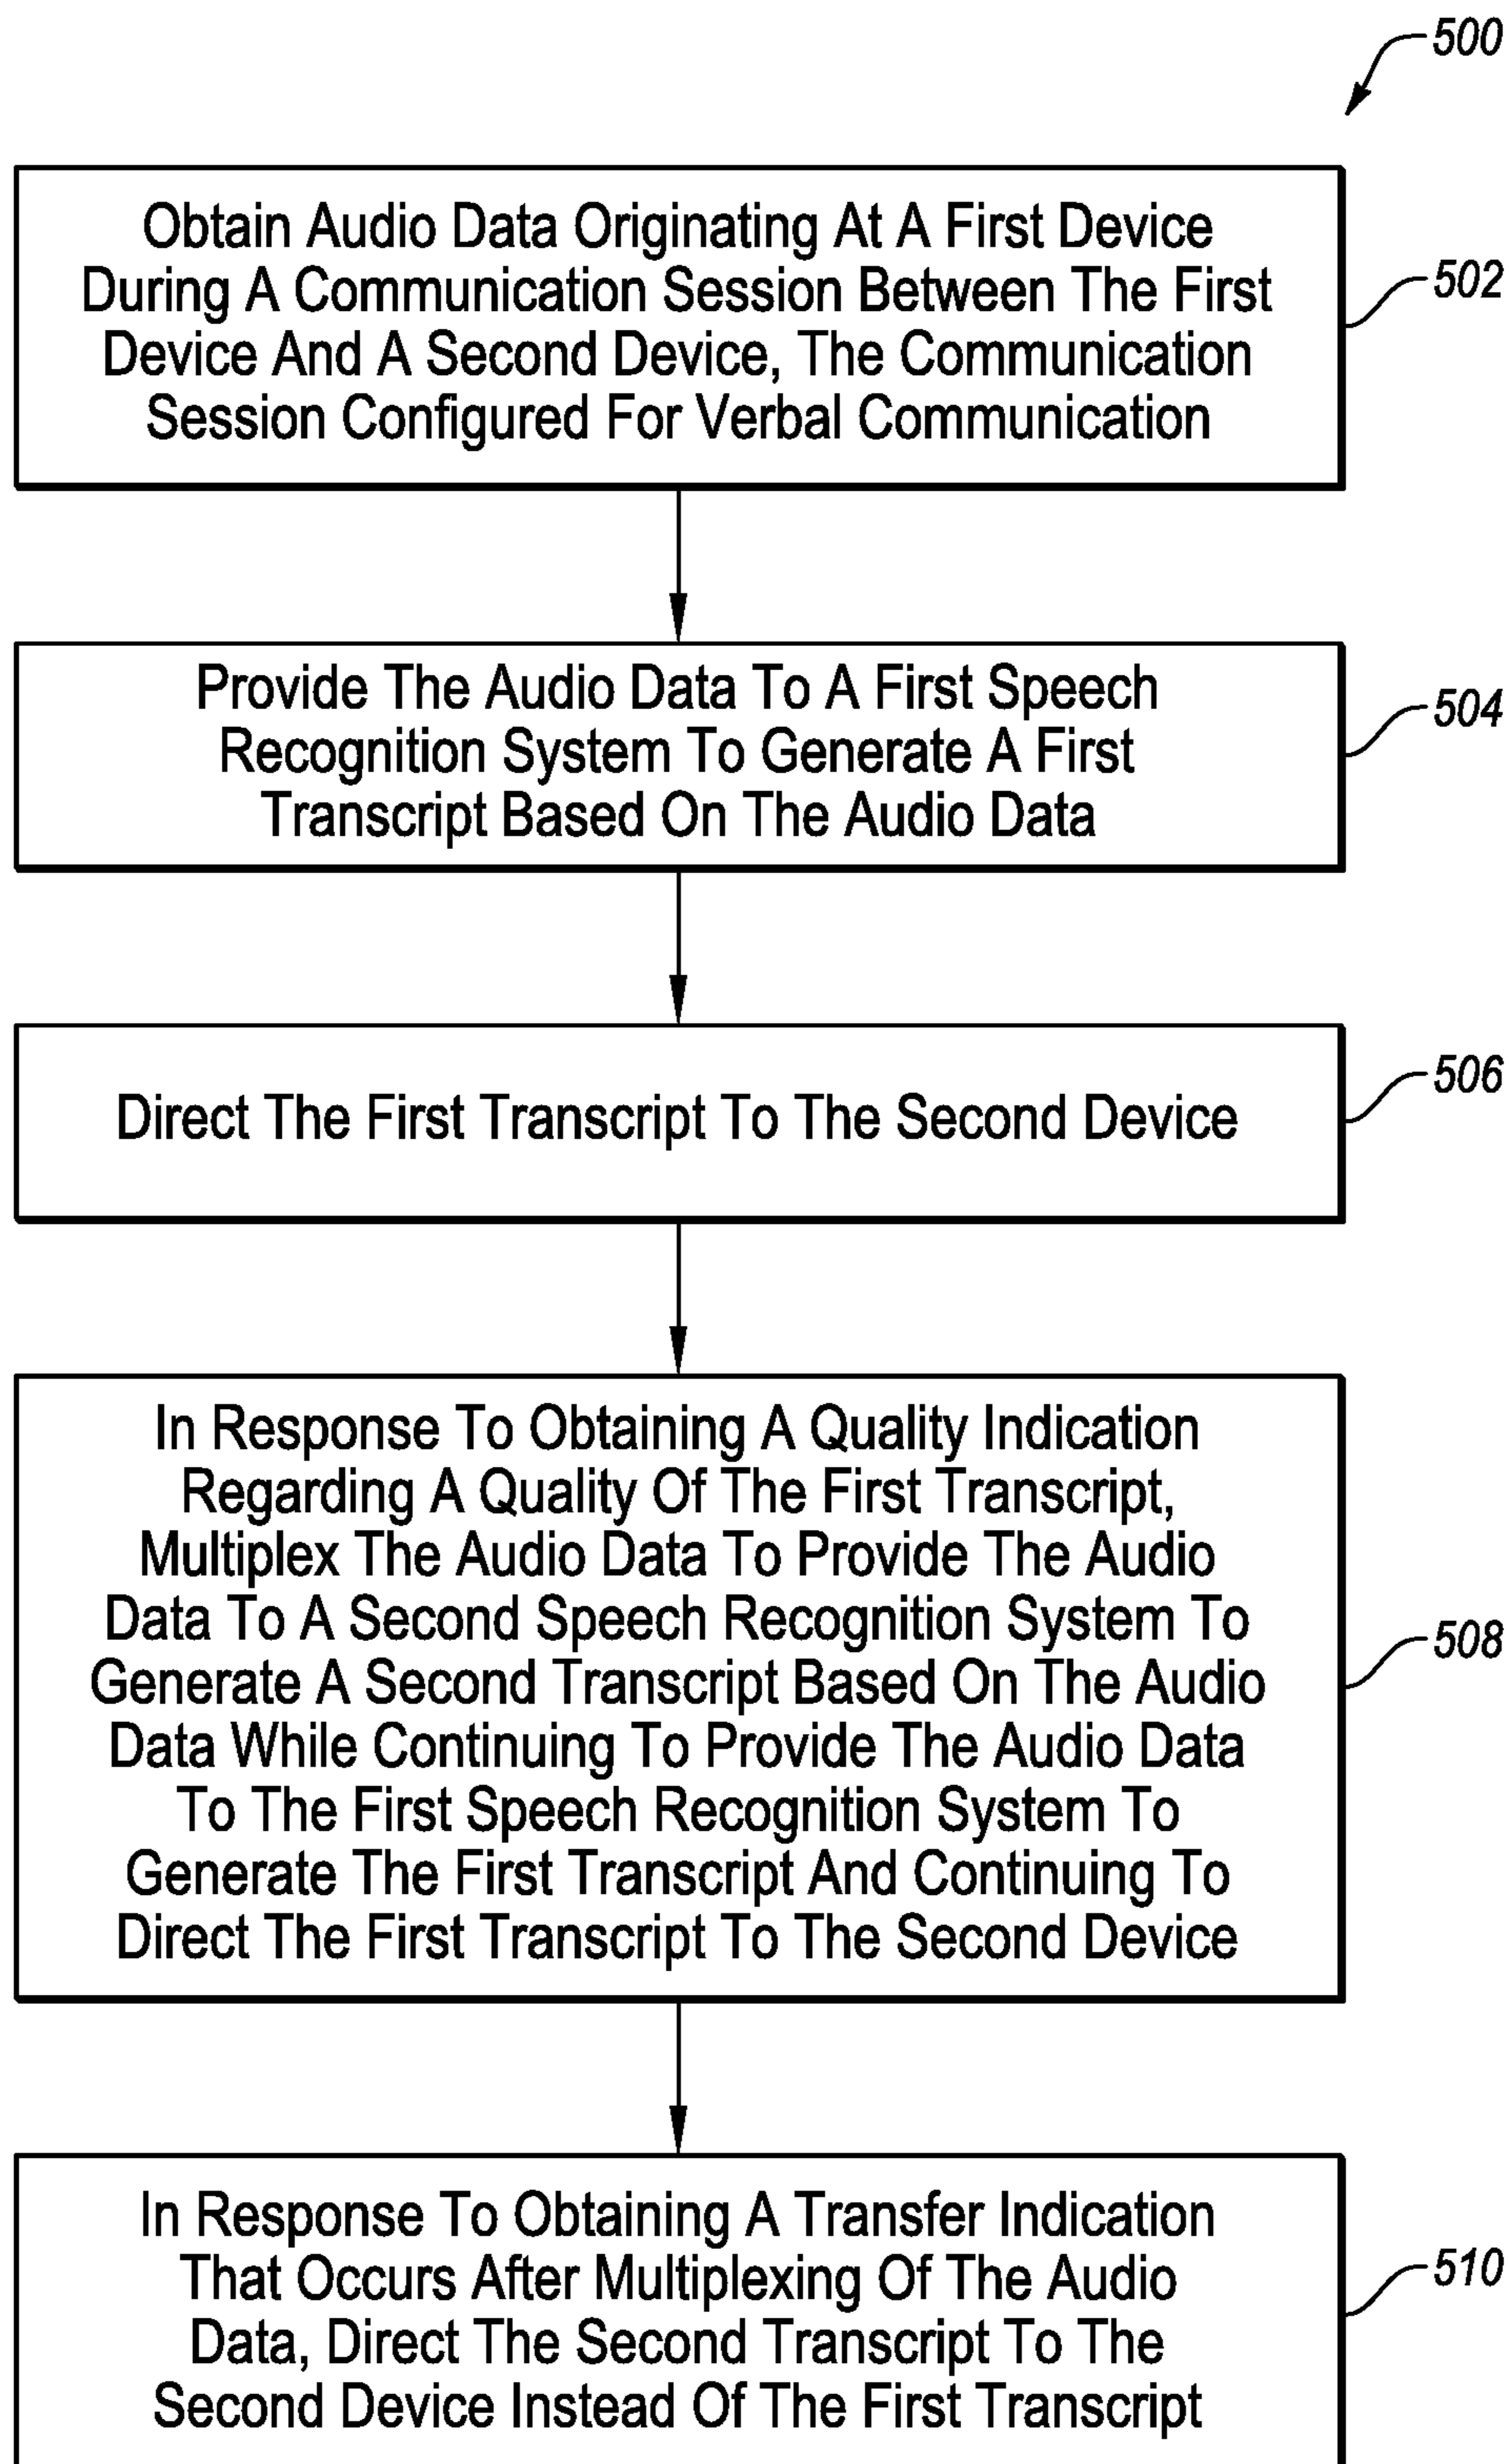 500
Obtain Audio Data Originating At A First Device
During A Communication Session Between The First
Device And A Second Device, The Communication
Session Configured For Verbal Communication
502
Provide The Audio Data To A First Speech
Recognition System To Generate A First
Transcript Based On The Audio Data
504
Direct The First Transcript To The Second Device
506
In Response To Obtaining A Quality Indication
Regarding A Quality Of The First Transcript,
Multiplex The Audio Data To Provide The Audio
Data To A Second Speech Recognition System To
Generate A Second Transcript Based On The Audio
Data While Continuing To Provide The Audio Data
To The First Speech Recognition System To
Generate The First Transcript And Continuing To
Direct The First Transcript To The Second Device
508
In Response To Obtaining A Transfer Indication
That Occurs After Multiplexing Of The Audio
Data, Direct The Second Transcript To The
Second Device Instead Of The First Transcript
510